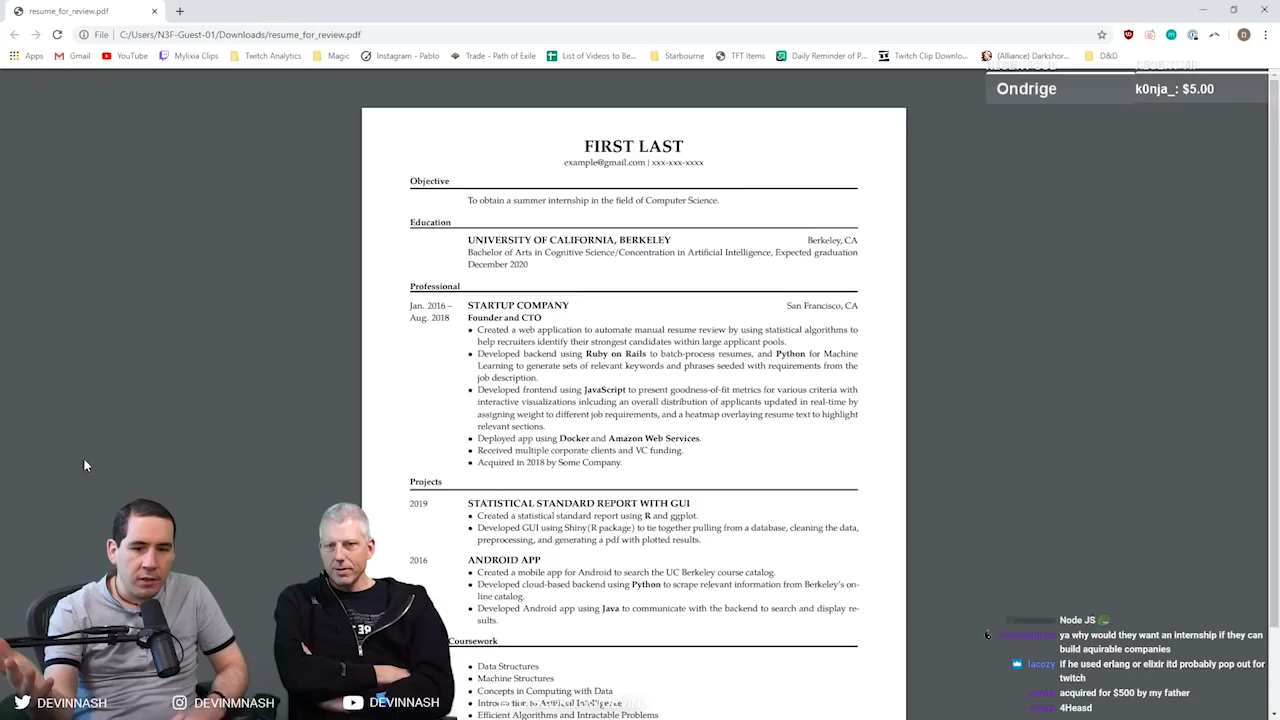 resume_for_review.pdf
File | C:/Users/N3F-Guest-01/Downloads/resume_for_review.pdf
D
Apps Gmail YouTube Mylixia Clips Twitch Analytics Magic Instagram - Pablo Trade - Path of Exile List of Videos to Be... Starbourne TFT Items Daily Reminder of P... Twitch Clip Downlo... (Alliance) Darkshor... D&D
Ondrige k0nja_: $5.00
FIRST LAST
example@gmail.com | xxx-xxx-xxxx
Objective
To obtain a summer internship in the field of Computer Science.
Education
UNIVERSITY OF CALIFORNIA, BERKELEY Berkeley, CA
Bachelor of Arts in Cognitive Science/Concentration in Artificial Intelligence, Expected graduation
December 2020
Professional
Jan. 2016 – STARTUP COMPANY San Francisco, CA
Aug. 2018 Founder and CTO
• Created a web application to automate manual resume review by using statistical algorithms to
help recruiters identify their strongest candidates within large applicant pools.
• Developed backend using Ruby on Rails to batch-process resumes, and Python for Machine
Learning to generate sets of relevant keywords and phrases seeded with requirements from the
job description.
• Developed frontend using JavaScript to present goodness-of-fit metrics for various criteria with
interactive visualizations inlcuding an overall distribution of applicants updated in real-time by
assigning weight to different job requirements, and a heatmap overlaying resume text to highlight
relevant sections.
• Deployed app using Docker and Amazon Web Services.
• Received multiple corporate clients and VC funding.
• Acquired in 2018 by Some Company.
Projects
2019 STATISTICAL STANDARD REPORT WITH GUI
• Created a statistical standard report using R and ggplot.
• Developed GUI using Shiny(R package) to tie together pulling from a database, cleaning the data,
preprocessing, and generating a pdf with plotted results.
2016 ANDROID APP
• Created a mobile app for Android to search the UC Berkeley course catalog.
• Developed cloud-based backend using Python to scrape relevant information from Berkeley's on-
line catalog.
• Developed Android app using Java to communicate with the backend to search and display re-
sults.
Coursework
• Data Structures
• Machine Structures
• Concepts in Computing with Data
• Introduction to Artificial Intelligence
• Efficient Algorithms and Intractable Problems
Node JS
ya why would they want an internship if they can
build aquirable companies
lacozy if he used erlang or elixir itd probably pop out for
twitch
acquired for $500 by my father
4Heasd
DEVINNASH DEVINMNASH DEVINNASH